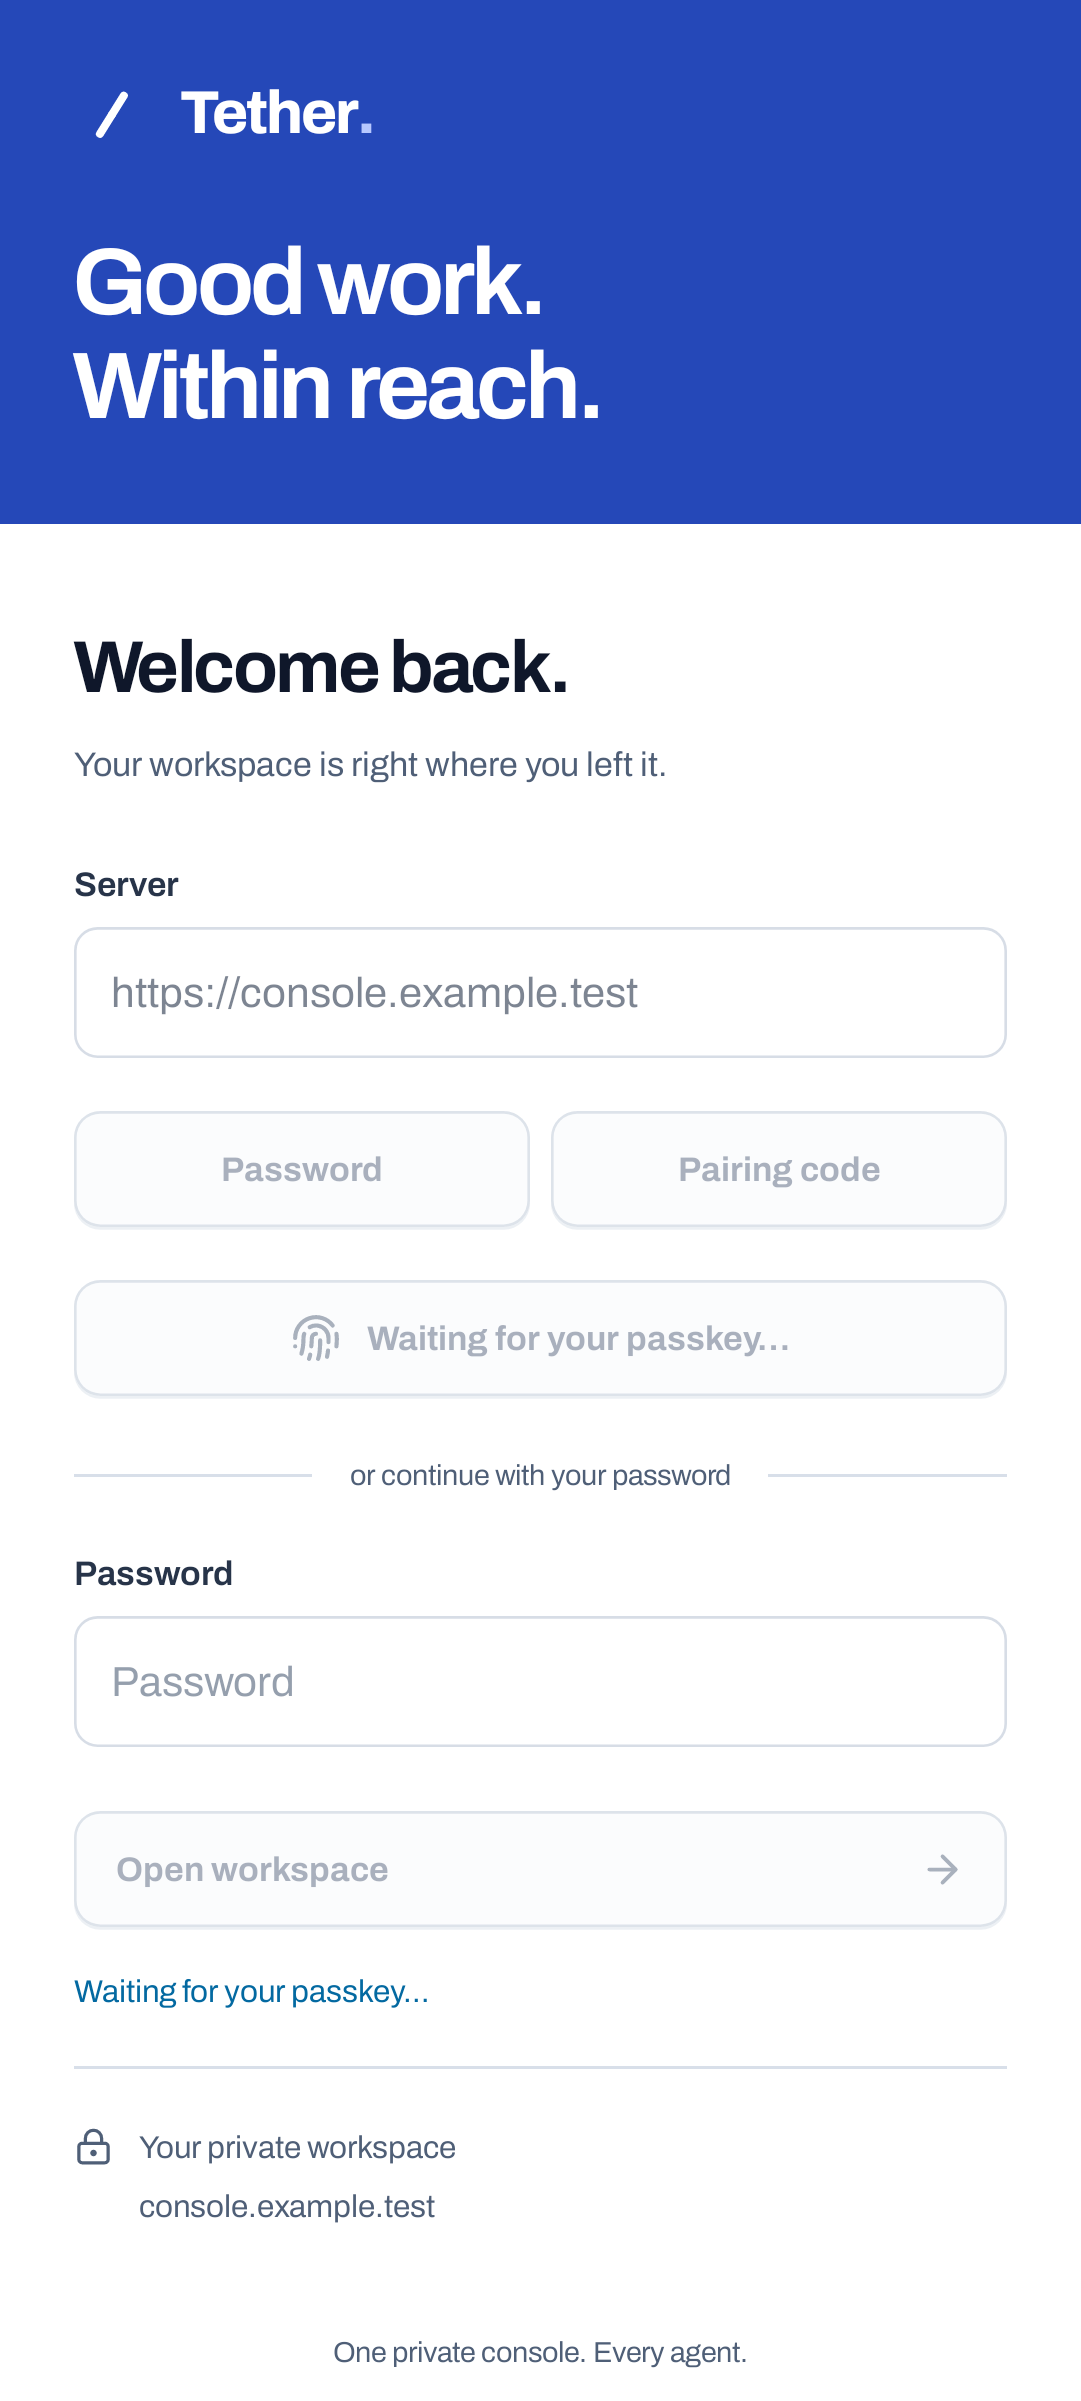 Tether.
Good work.
Within reach.
Welcome back.
Your workspace is right where you left it.
Server
https://console.example.test
Password
Pairing code
Waiting for your passkey...
or continue with your password
Password
Password
Open workspace
Waiting for your passkey...
Your private workspace
console.example.test
One private console. Every agent.